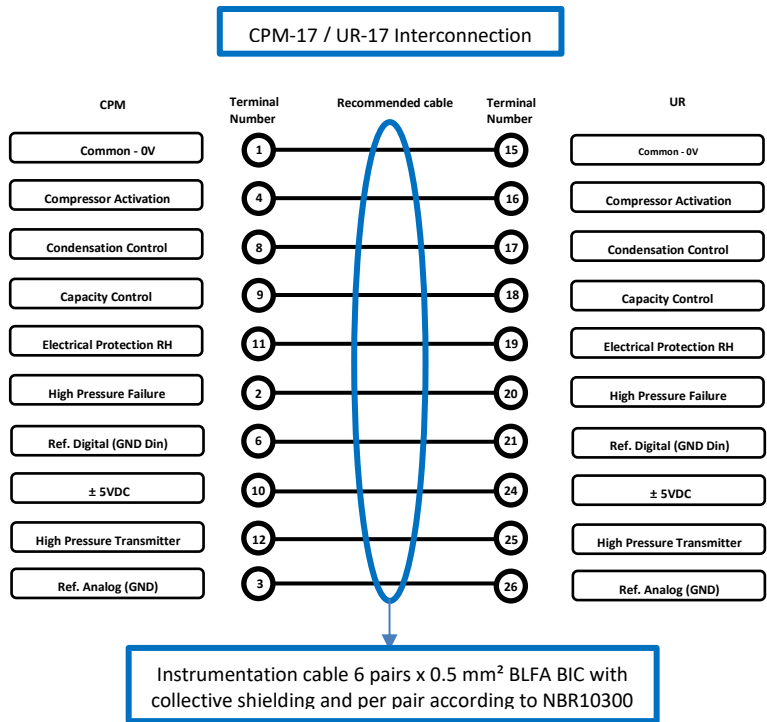 CPM-17 / UR-17 Interconnection
CPM Terminal Number Recommended cable Terminal Number UR
Common - 0V 1 15 Common - 0V
Compressor Activation 4 16 Compressor Activation
Condensation Control 8 17 Condensation Control
Capacity Control 9 18 Capacity Control
Electrical Protection RH 11 19 Electrical Protection RH
High Pressure Failure 2 20 High Pressure Failure
Ref. Digital (GND Din) 6 21 Ref. Digital (GND Din)
± 5VDC 10 24 ± 5VDC
High Pressure Transmitter 12 25 High Pressure Transmitter
Ref. Analog (GND) 3 26 Ref. Analog (GND)
Instrumentation cable 6 pairs x 0.5 mm² BLFA BIC with
collective shielding and per pair according to NBR10300